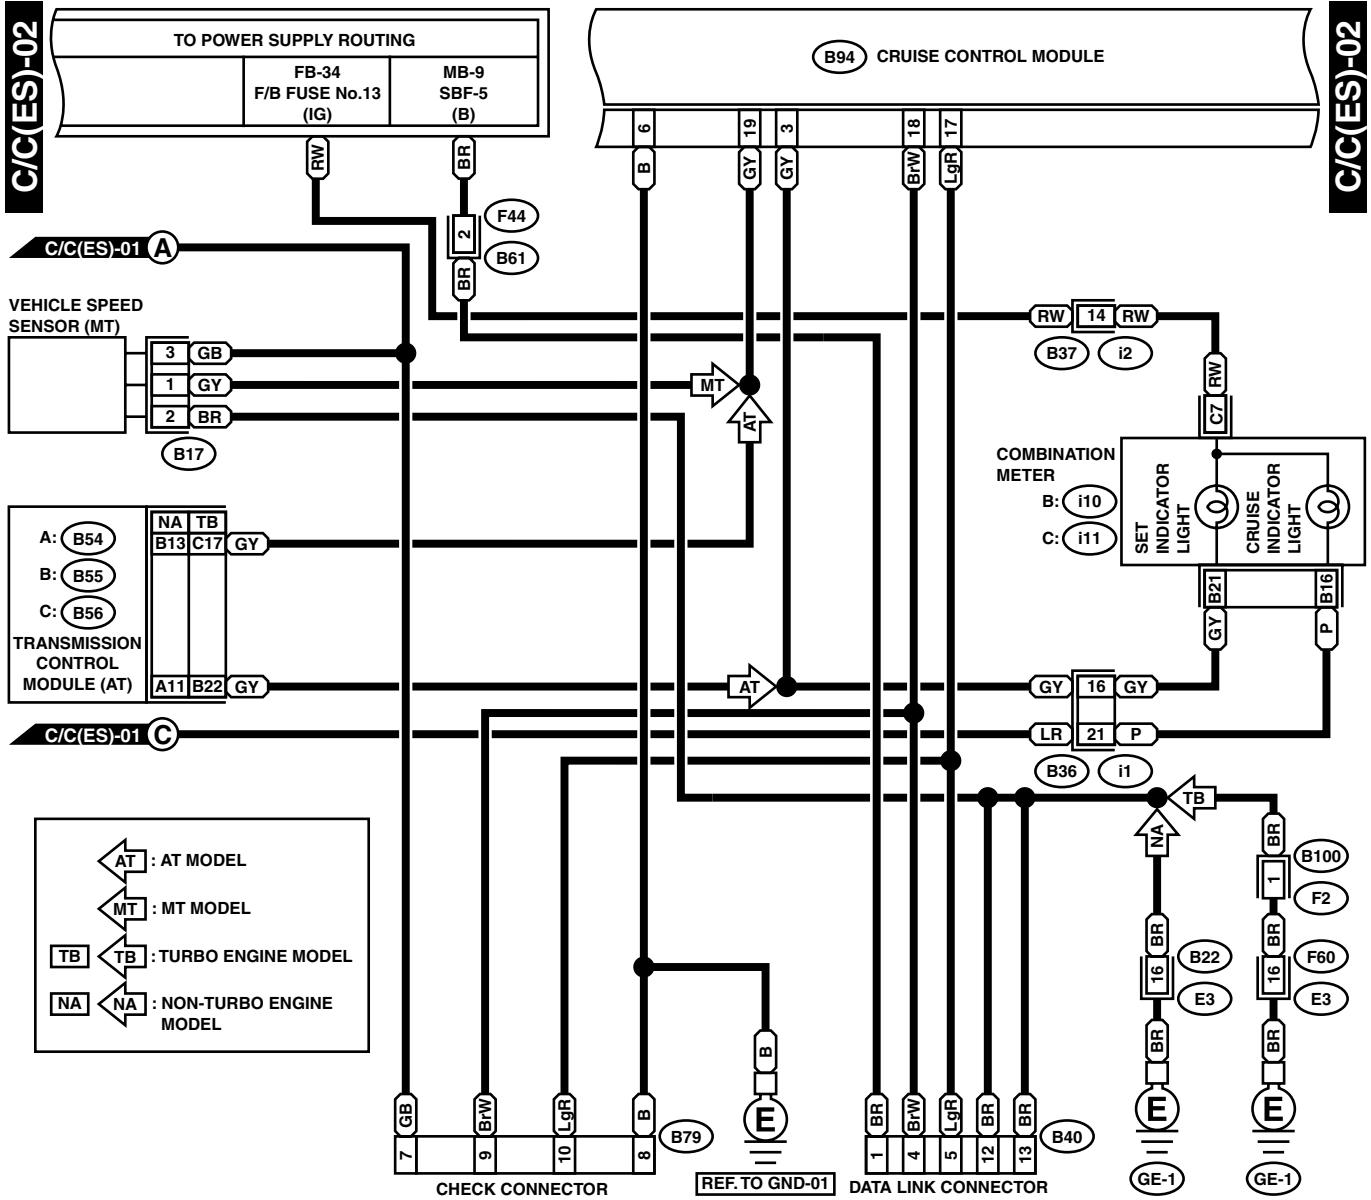 C/C(ES)-02
TO POWER SUPPLY ROUTING
FB-34
F/B FUSE No.13
(IG)
MB-9
SBF-5
(B)
B94 CRUISE CONTROL MODULE
C/C(ES)-02
6 19 3 18 17
RW BR B GY GY BrW LgR
2 F44
B61
BR
C/C(ES)-01 A
VEHICLE SPEED
SENSOR (MT)
3 GB
1 GY
2 BR
B17
MT
AT
RW 14 RW
B37 i2
RW
C7
COMBINATION
METER
B: i10
C: i11
SET
INDICATOR
LIGHT
CRUISE
INDICATOR
LIGHT
B21 B16
GY P
A: B54
B: B55
C: B56
TRANSMISSION
CONTROL
MODULE (AT)
NA TB
B13 C17 GY
A11 B22 GY
AT
GY 16 GY
C/C(ES)-01 C
LR 21 P
B36 i1
TB
NA
BR
1 B100
F2
BR BR
16 B22
E3
16 F60
E3
BR BR
E E
GE-1 GE-1
AT : AT MODEL
MT : MT MODEL
TB TB : TURBO ENGINE MODEL
NA NA : NON-TURBO ENGINE
MODEL
B
E
REF. TO GND-01
GB BrW LgR B
7 9 10 8
B79
CHECK CONNECTOR
BR BrW LgR BR BR
1 4 5 12 13
B40
DATA LINK CONNECTOR